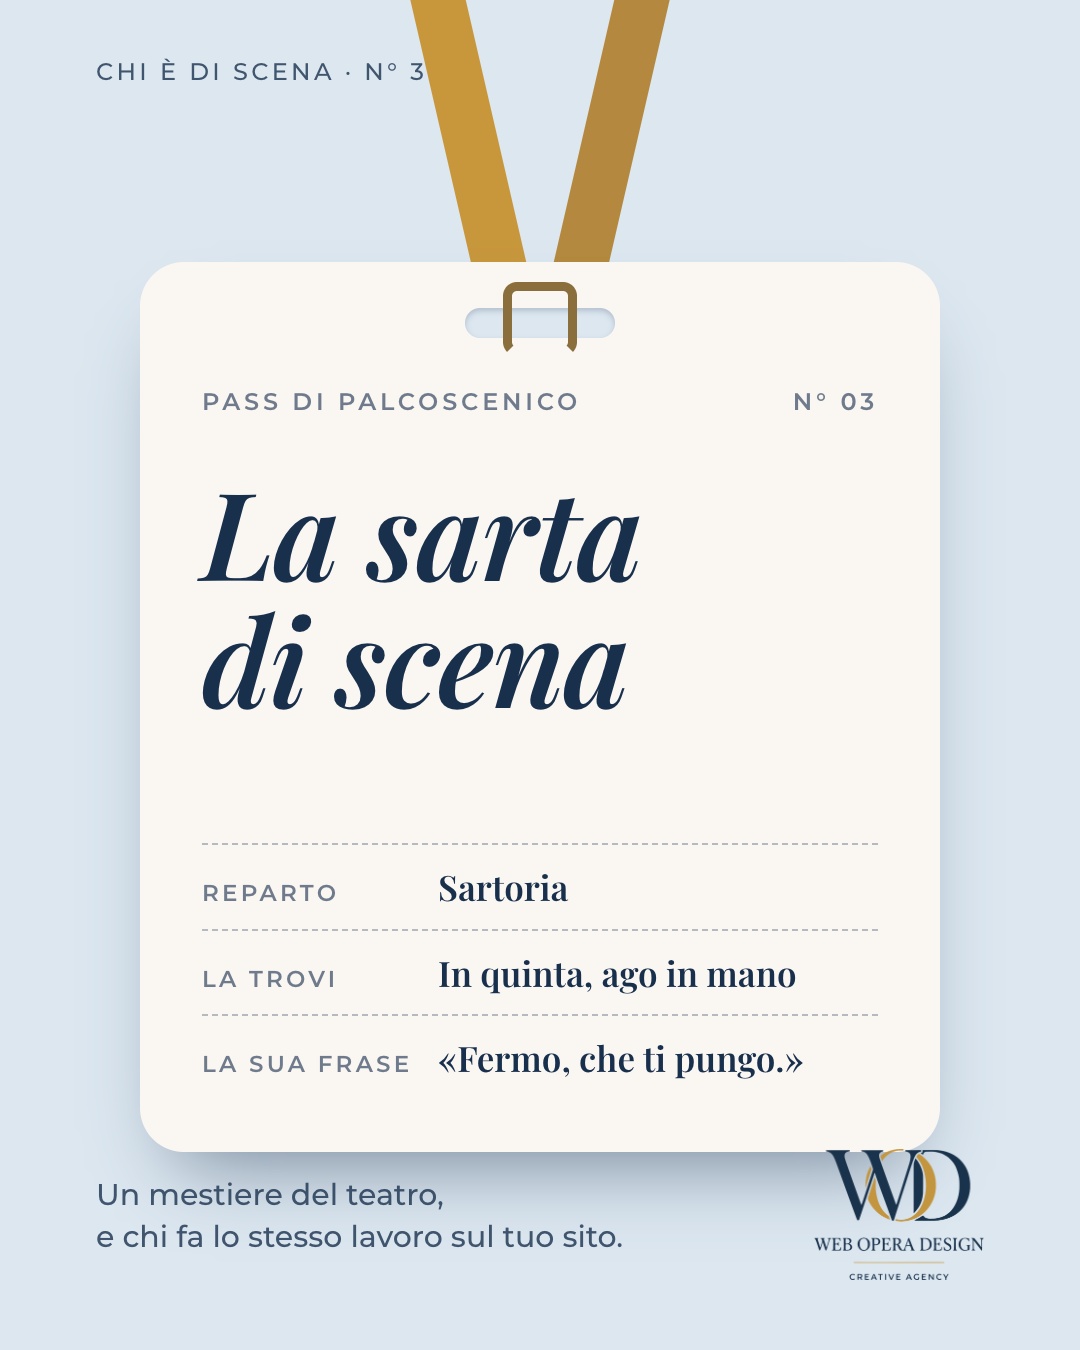 CHI È DI SCENA · N° 3
PASS DI PALCOSCENICO
N° 03
La sarta
di scena
REPARTO
Sartoria
LA TROVI
In quinta, ago in mano
LA SUA FRASE
«Fermo, che ti pungo.»
Un mestiere del teatro,
e chi fa lo stesso lavoro sul tuo sito.
WOD
WEB OPERA DESIGN
CREATIVE AGENCY